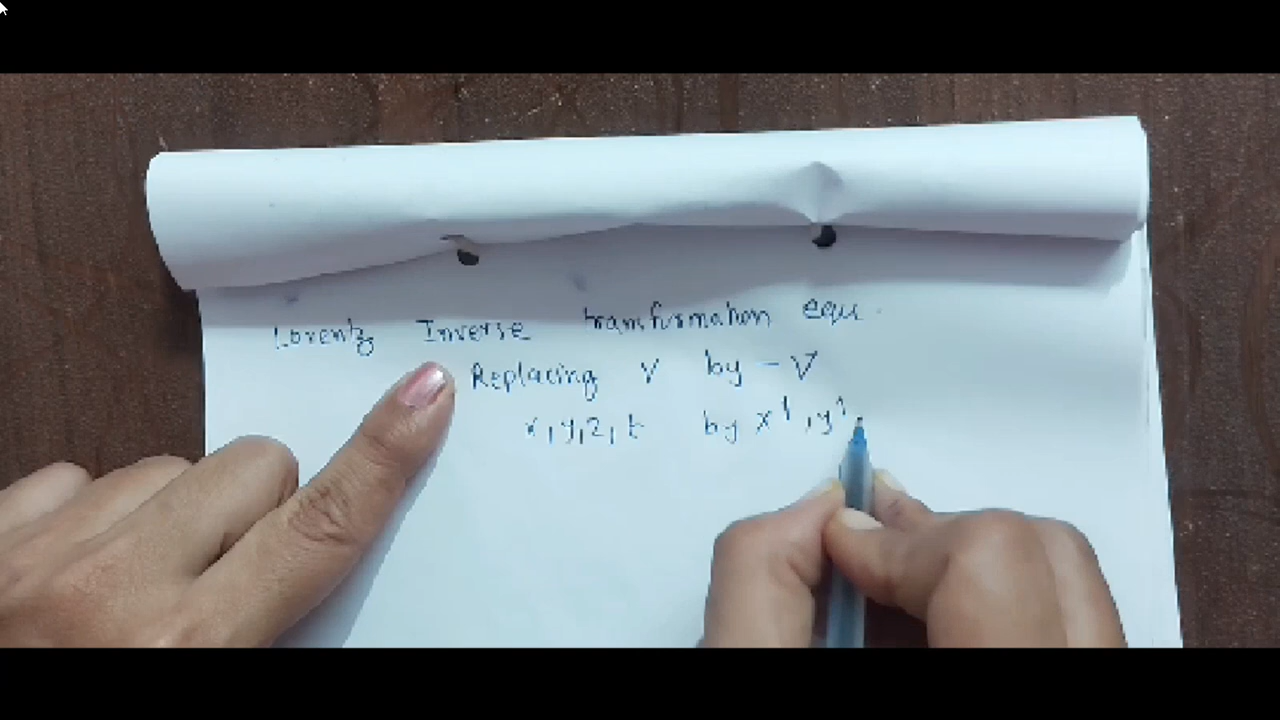 Lorentz Inverse transformation equ.
Replacing V by - V
x, y, z, t by x', y',